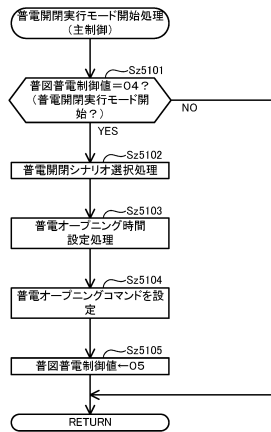 普電開閉実行モード開始処理
(主制御)
Sz5101
普図普電制御値=04?
(普電開閉実行モード開
始?)
NO
YES
Sz5102
普電開閉シナリオ選択処理
Sz5103
普電オープニング時間
設定処理
Sz5104
普電オープニングコマンドを設
定
Sz5105
普図普電制御値←05
RETURN